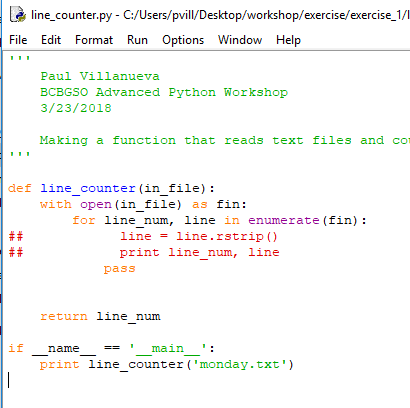 line_counter.py - C:/Users/pvill/Desktop/workshop/exercise/exercise_1/
File Edit Format Run Options Window Help
'''
    Paul Villanueva
    BCBGSO Advanced Python Workshop
    3/23/2018
    Making a function that reads text files and
'''
def line_counter(in_file):
    with open(in_file) as fin:
        for line_num, line in enumerate(fin):
##            line = line.rstrip()
##            print line_num, line
            pass
    return line_num
if __name__ == '__main__':
    print line_counter('monday.txt')